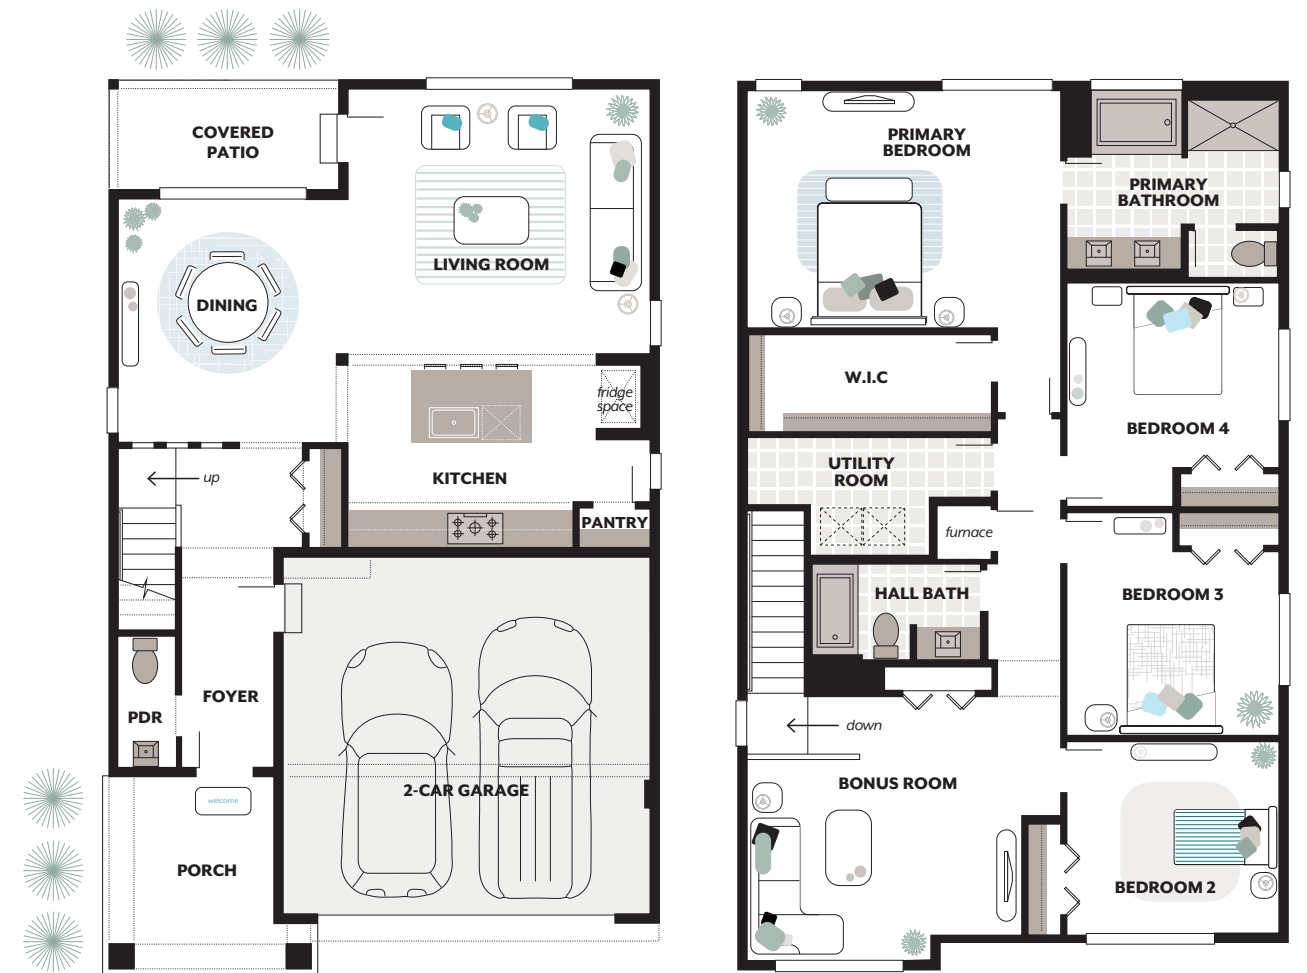 COVERED
PATIO
LIVING ROOM
DINING
fridge
space
KITCHEN
up
PANTRY
FOYER
PDR
2-CAR GARAGE
welcome
PORCH
PRIMARY
BEDROOM
PRIMARY
BATHROOM
W.I.C
BEDROOM 4
UTILITY
ROOM
furnace
HALL BATH
BEDROOM 3
down
BONUS ROOM
BEDROOM 2